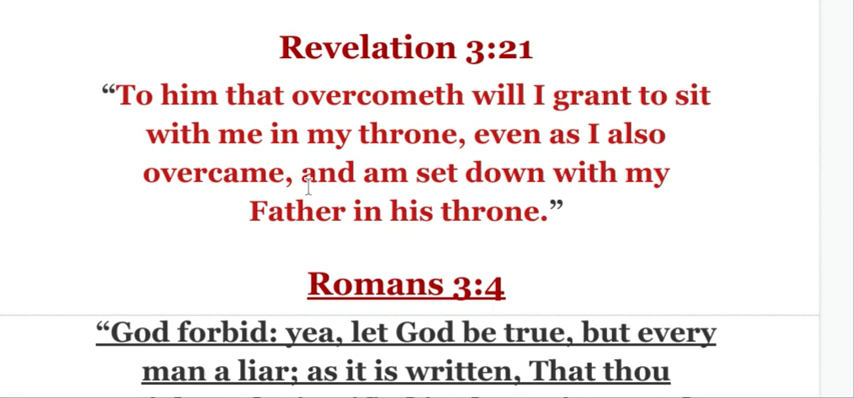 Revelation 3:21
“To him that overcometh will I grant to sit
with me in my throne, even as I also
overcame, and am set down with my
Father in his throne.”
Romans 3:4
“God forbid: yea, let God be true, but every
man a liar; as it is written, That thou